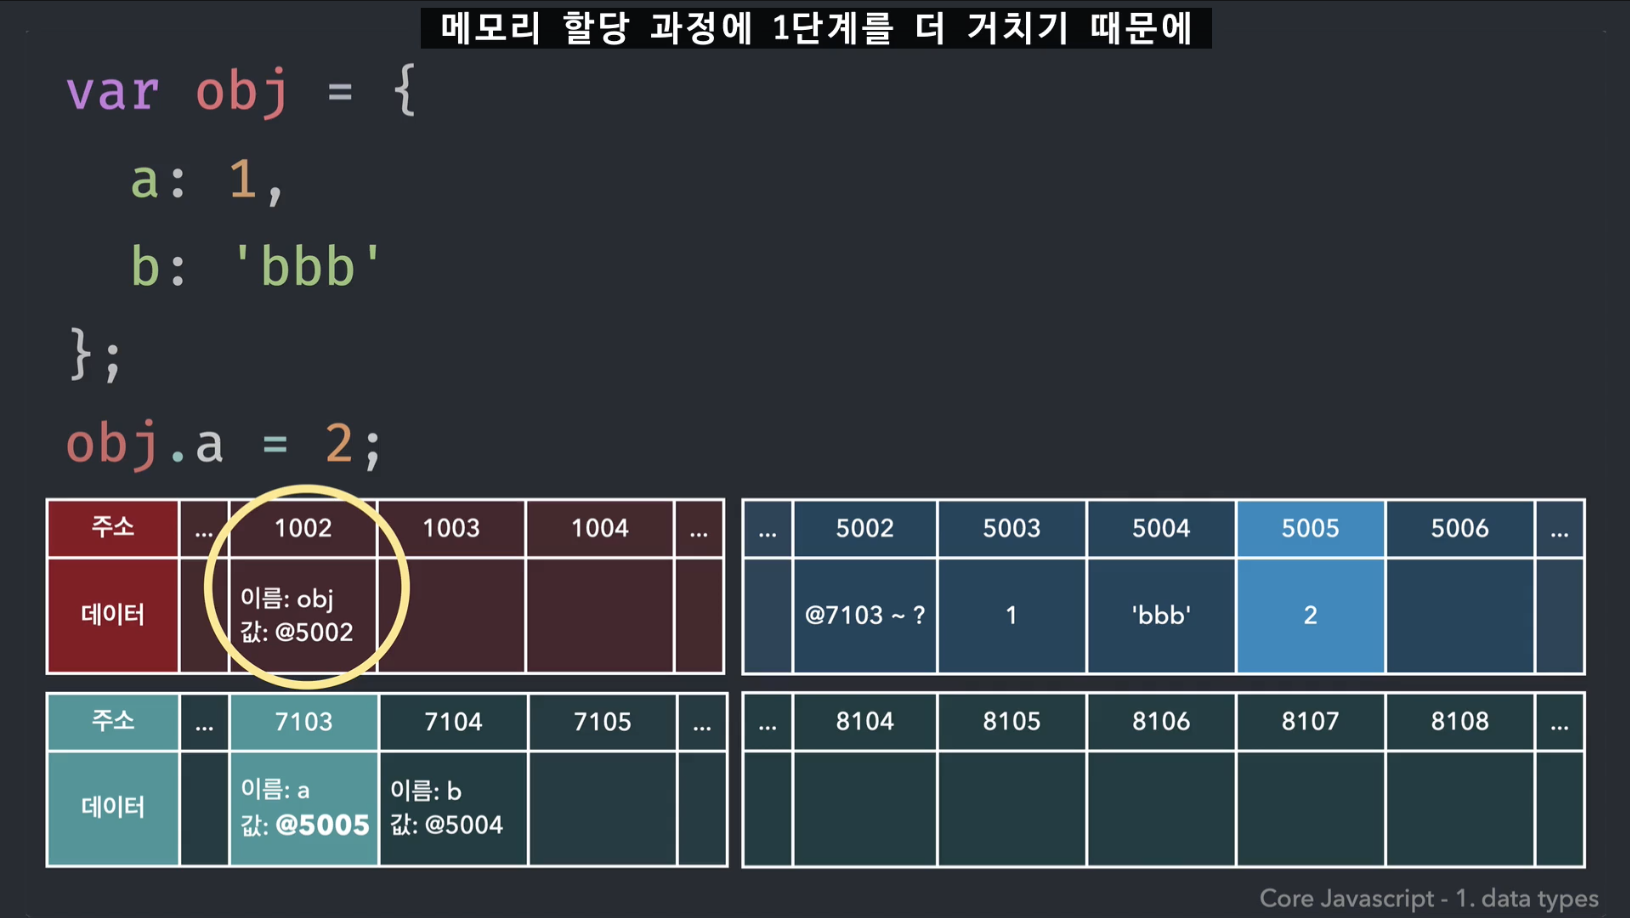 메모리 할당 과정에 1단계를 더 거치기 때문에
var obj = {
a: 1,
b: 'bbb'
};
obj.a = 2;
주소 ... 1002 1003 1004 ...
데이터 이름: obj
값: @5002
... 5002 5003 5004 5005 5006 ...
@7103 ~ ? 1 'bbb' 2
주소 ... 7103 7104 7105 ...
데이터 이름: a 이름: b
값: @5005 값: @5004
... 8104 8105 8106 8107 8108 ...
Core Javascript - 1. data types